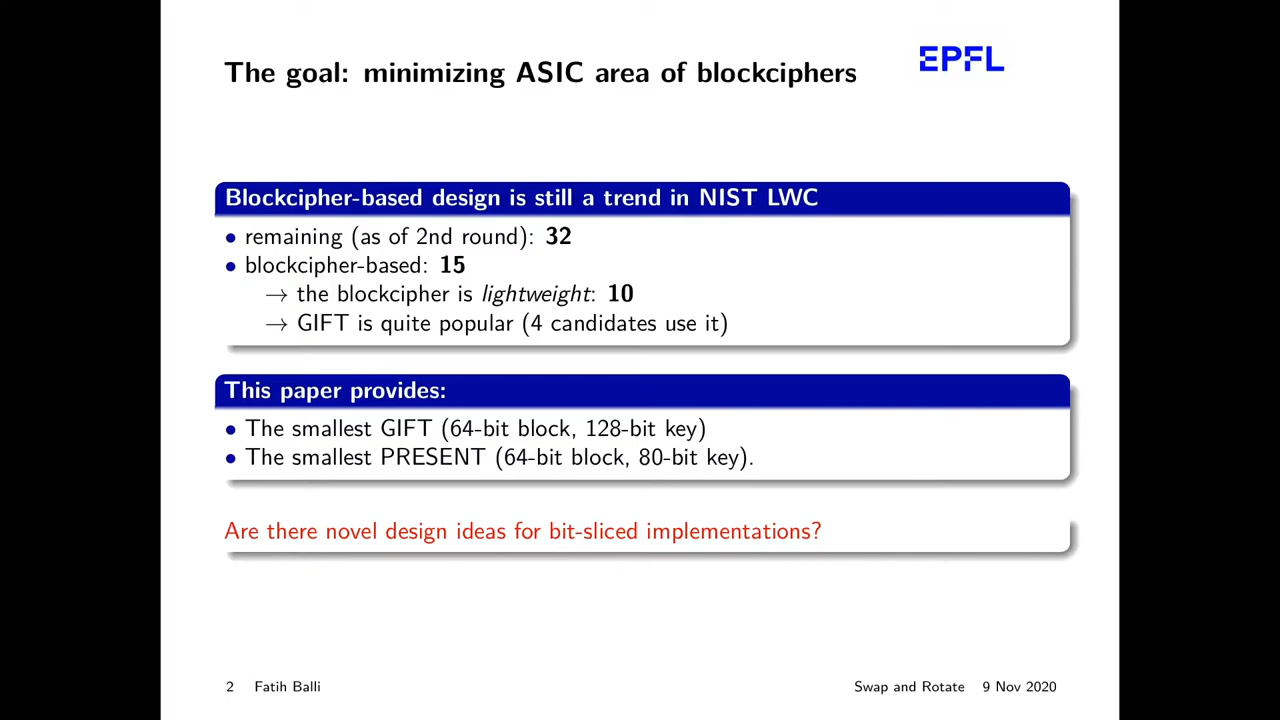 The goal: minimizing ASIC area of blockciphers
EPFL
Blockcipher-based design is still a trend in NIST LWC
• remaining (as of 2nd round): 32
• blockcipher-based: 15
→ the blockcipher is lightweight: 10
→ GIFT is quite popular (4 candidates use it)
This paper provides:
• The smallest GIFT (64-bit block, 128-bit key)
• The smallest PRESENT (64-bit block, 80-bit key).
Are there novel design ideas for bit-sliced implementations?
2 Fatih Balli Swap and Rotate 9 Nov 2020